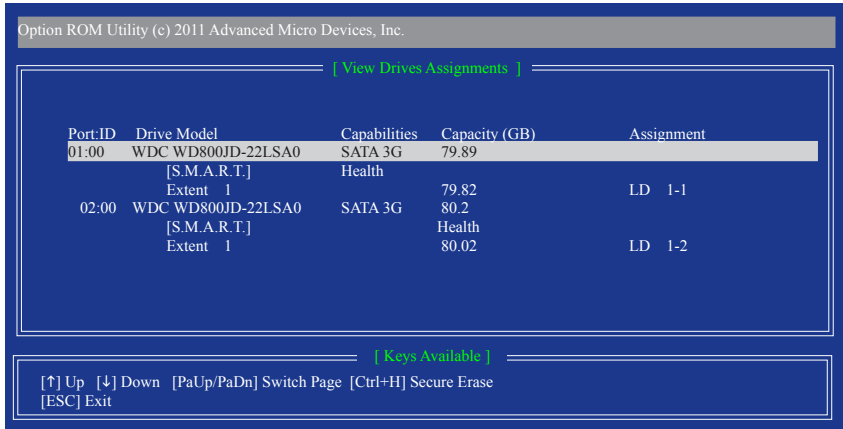 Option ROM Utility (c) 2011 Advanced Micro Devices, Inc.
[ View Drives Assignments ]
Port:ID Drive Model Capabilities Capacity (GB) Assignment
01:00 WDC WD800JD-22LSA0 SATA 3G 79.89
[S.M.A.R.T.] Health
Extent 1 79.82 LD 1-1
02:00 WDC WD800JD-22LSA0 SATA 3G 80.2
[S.M.A.R.T.] Health
Extent 1 80.02 LD 1-2
[ Keys Available ]
[↑] Up [↓] Down [PaUp/PaDn] Switch Page [Ctrl+H] Secure Erase
[ESC] Exit